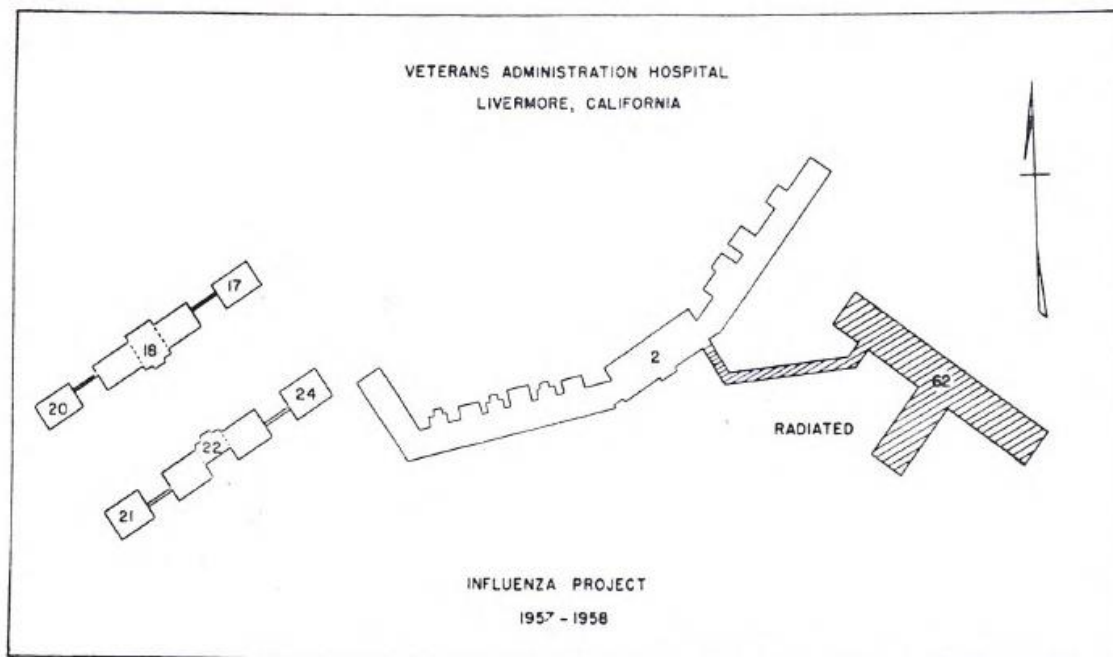 VETERANS ADMINISTRATION HOSPITAL
LIVERMORE, CALIFORNIA
17
18
20
2
24
22
21
62
RADIATED
INFLUENZA PROJECT
1957-1958